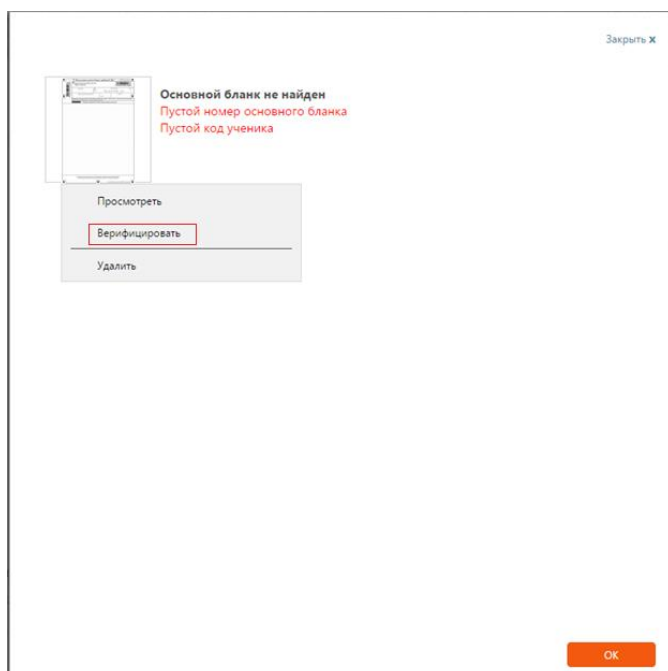 Закрыть x
Основной бланк не найден
Пустой номер основного бланка
Пустой код ученика
Просмотреть
Верифицировать
Удалить
OK